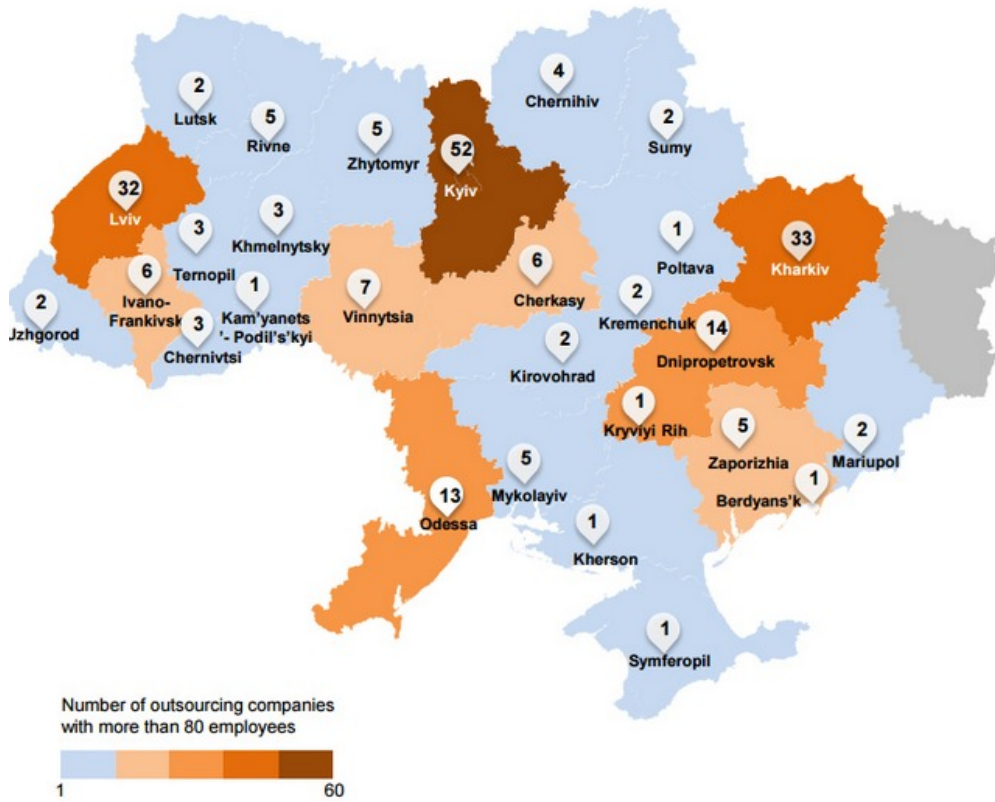 2
Lutsk
5
Rivne
5
Zhytomyr
52
Kyiv
4
Chernihiv
2
Sumy
32
Lviv
3
Ternopil
3
Khmelnytsky
6
Ivano-
Frankivsk
2
Uzhgorod
3
Chernivtsi
1
Kam'yanets
'- Podil's'kyi
7
Vinnytsia
6
Cherkasy
1
Poltava
33
Kharkiv
2
Kremenchuk
14
Dnipropetrovsk
2
Kirovohrad
1
Kryviyi Rih
5
Zaporizhia
2
Mariupol
1
Berdyans'k
13
Odessa
5
Mykolayiv
1
Kherson
1
Symferopil
Number of outsourcing companies
with more than 80 employees
1 60